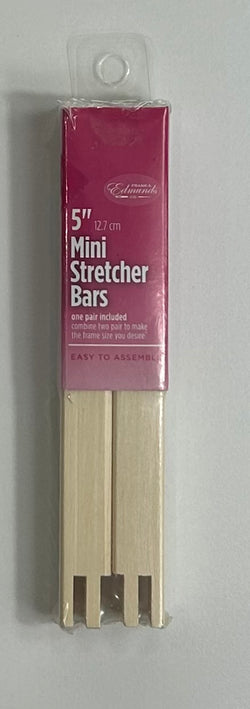 FRANK A.
Edmunds
CO.
5" 12.7 cm
Mini
Stretcher
Bars
one pair included
combine two pair to make
the frame size you desire
EASY TO ASSEMBLE